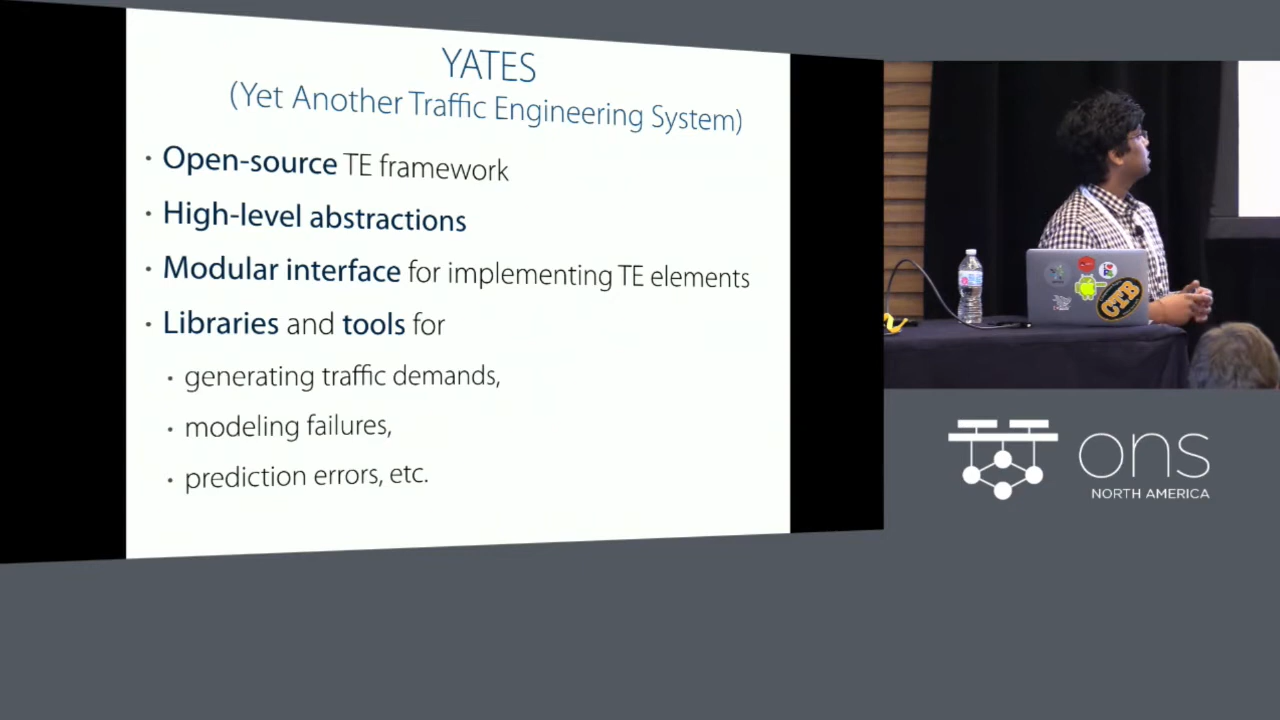 YATES
(Yet Another Traffic Engineering System)
· Open-source TE framework
· High-level abstractions
· Modular interface for implementing TE elements
· Libraries and tools for
· generating traffic demands,
· modeling failures,
· prediction errors, etc.
CTB
ons
NORTH AMERICA